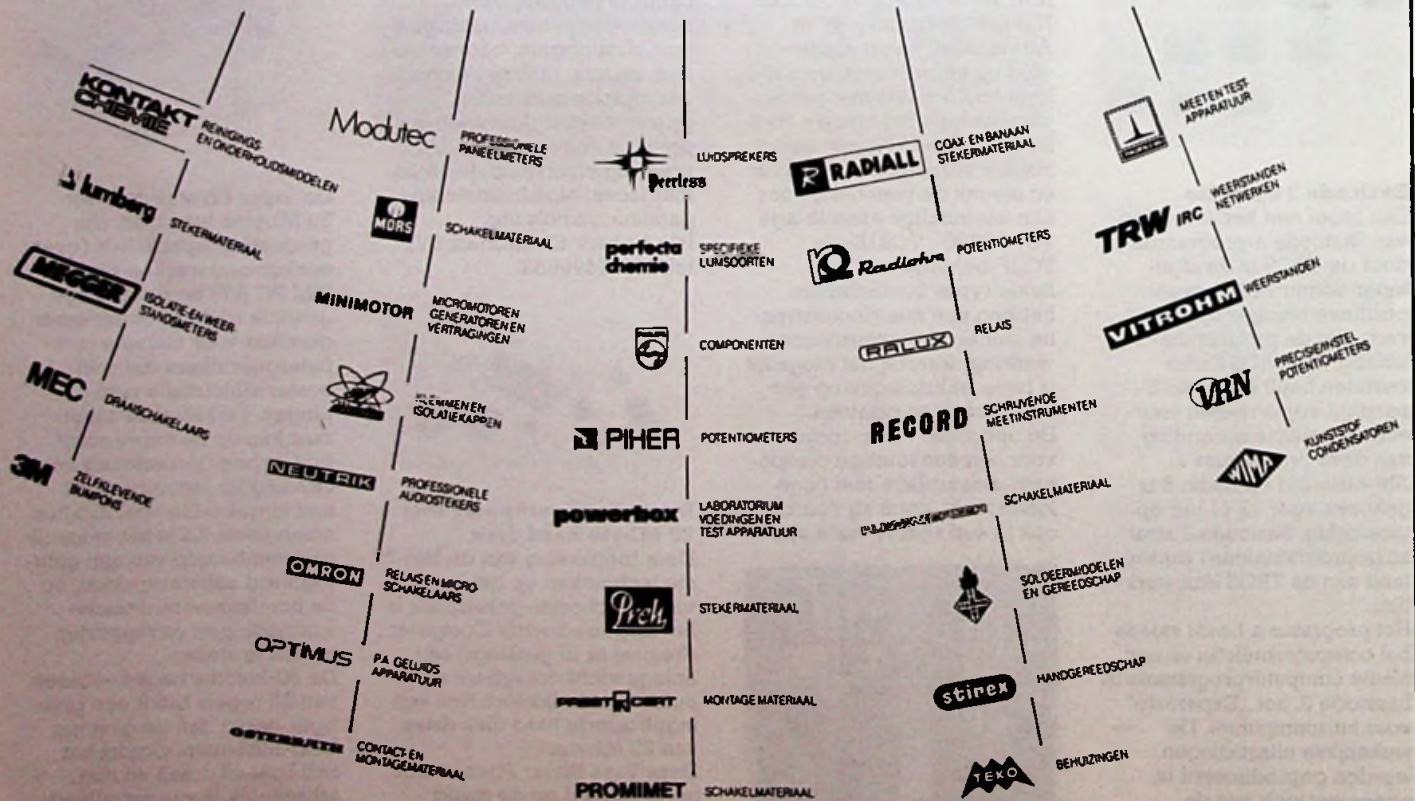 KONTAKT
CHEMIE
REINIGINGS
EN ONDERHOUDSMIDDELEN
lumberg
STEKERMATERIAAL
MEGGER
ISOLATIE-EN WEER-
STANDSMETERS
MEC
DRAAISCHAKELAARS
3M
ZELFKLEVENDE
BUMPONS
Modutec
PROFESSIONELE
PANEELMETERS
MORS
SCHAKELMATERIAAL
MINIMOTOR
MICROMOTOREN
GENERATOREN EN
VERTRAGINGEN
KLEMMEN EN
ISOLATIEKAPPEN
NEUTRIK
PROFESSIONELE
AUDIOSTEKERS
OMRON
RELAIS EN MICRO-
SCHAKELAARS
OPTIMUS
P.A. GELUIDS
APPARATUUR
OSTERRATH
CONTACT- EN
MONTAGEMATERIAAL
Peerless
LUIDSPREKERS
perfecta
chemie
SPECIFIEKE
LIJMSOORTEN
COMPONENTEN
PIHER
POTENTIOMETERS
powerbox
LABORATORIUM
VOEDINGEN EN
TEST APPARATUUR
Preh
STEKERMATERIAAL
MONTAGE MATERIAAL
PROMIMET
SCHAKELMATERIAAL
R RADIALL
COAX- EN BANAAN
STEKERMATERIAAL
Radiohm
POTENTIOMETERS
RALUX
RELAIS
RECORD
SCHRIJVENDE
MEETINSTRUMENTEN
SCHAKELMATERIAAL
SOLDEERMIDDELEN
EN GEREEDSCHAP
stirex
HANDGEREEDSCHAP
TEKO
BEHUIZINGEN
MEET EN TEST
APPARATUUR
TRW IRC
WEERSTANDEN
NETWERKEN
VITROHM
WEERSTANDEN
VRN
PRECISIE/INSTEL
POTENTIOMETERS
WIMA
KUNSTSTOF
CONDENSATOREN